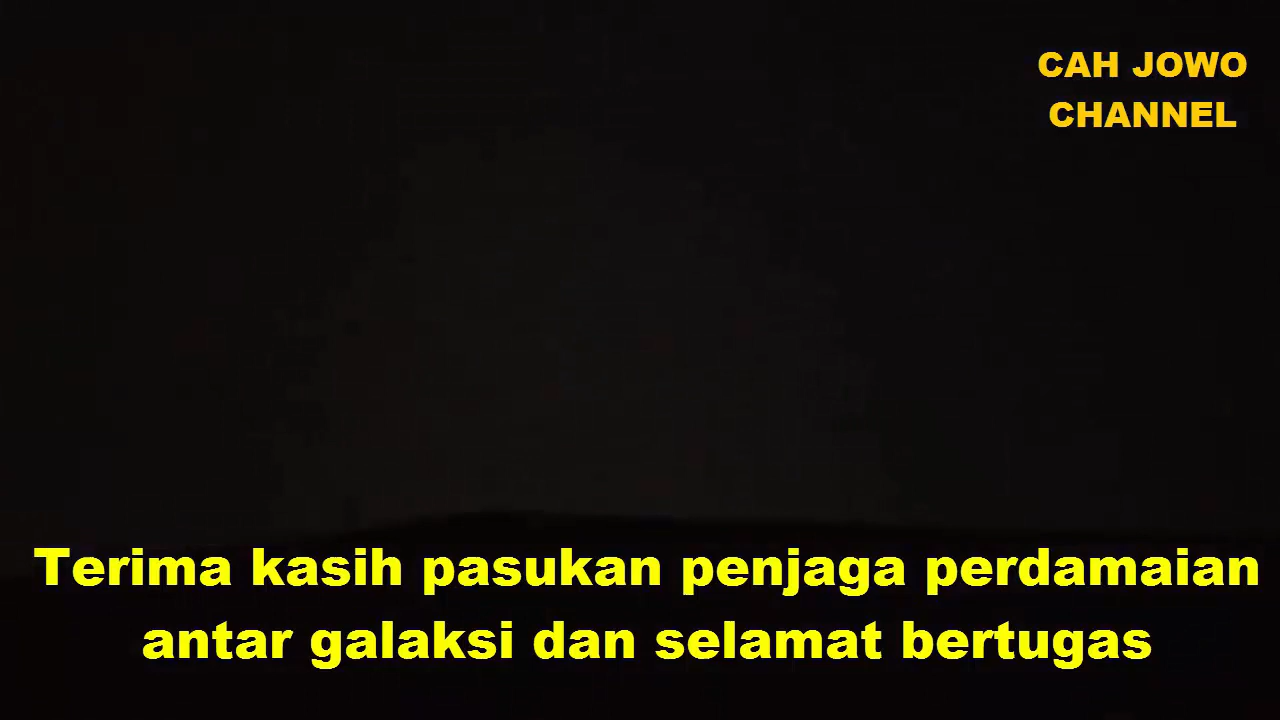 CAH JOWO
CHANNEL
Terima kasih pasukan penjaga perdamaian
antar galaksi dan selamat bertugas